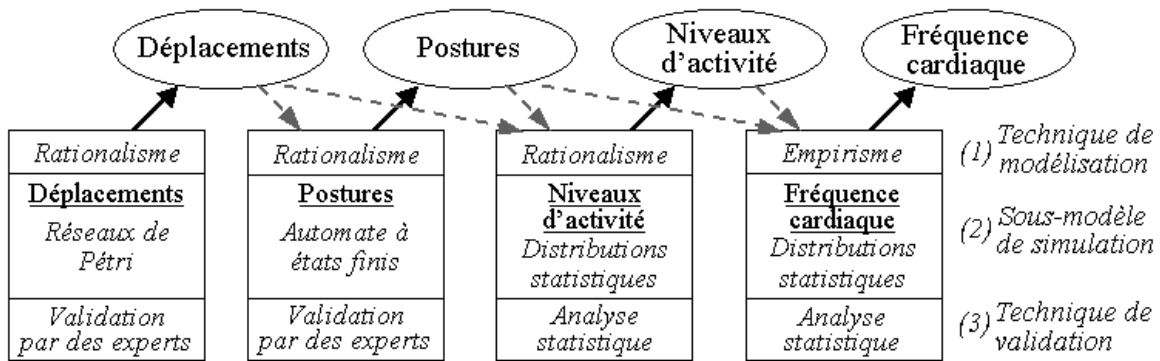 Déplacements
Postures
Niveaux
d'activité
Fréquence
cardiaque
Rationalisme
Déplacements
Réseaux de
Pétri
Validation
par des experts
Rationalisme
Postures
Automate à
états finis
Validation
par des experts
Rationalisme
Niveaux
d'activité
Distributions
statistiques
Analyse
statistique
Empirisme
Fréquence
cardiaque
Distributions
statistiques
Analyse
statistique
(1) Technique de
modélisation
(2) Sous-modèle
de simulation
(3) Technique de
validation